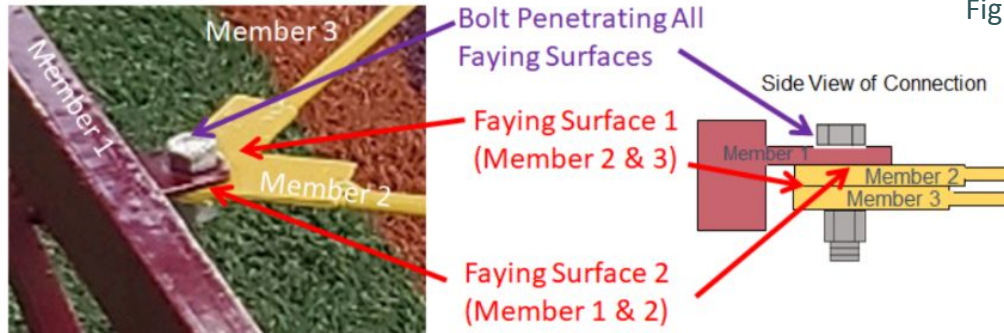 Fig
Member 3
Member 1
Member 2
Bolt Penetrating All
Faying Surfaces
Faying Surface 1
(Member 2 & 3)
Faying Surface 2
(Member 1 & 2)
Side View of Connection
Member 1
Member 2
Member 3